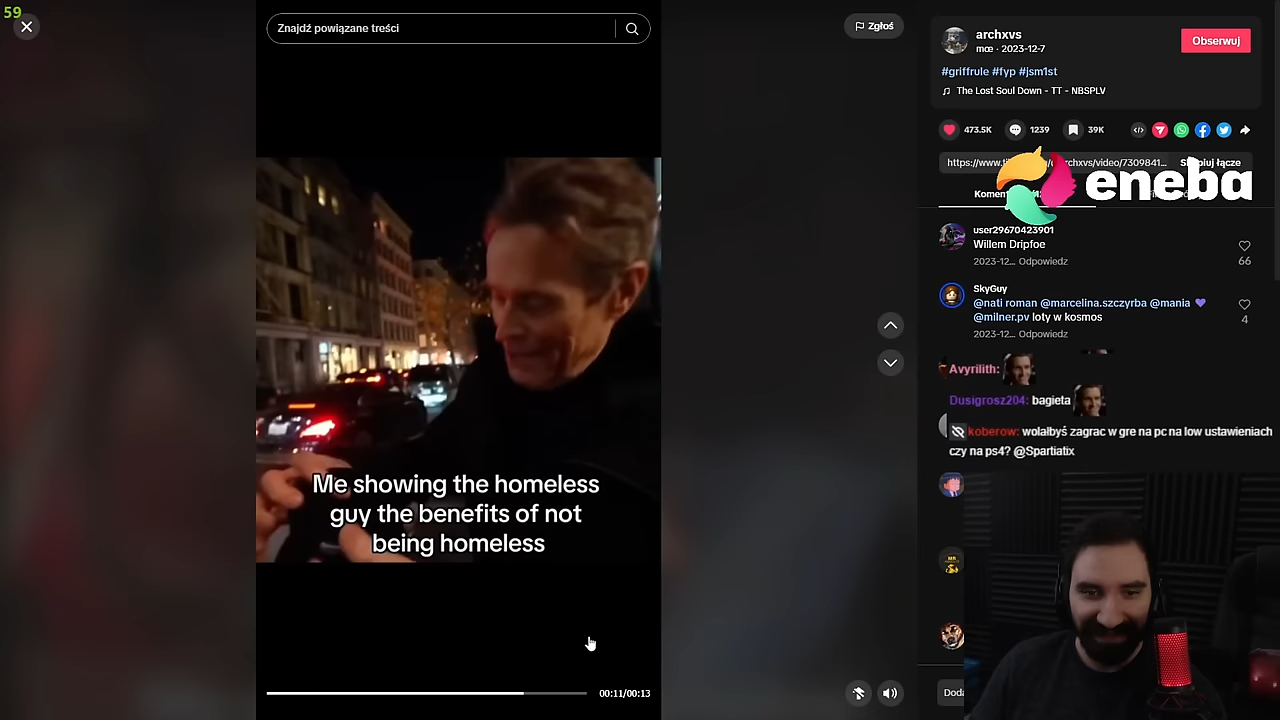 59
Znajdź powiązane treści
Zgłoś
archxvs
mœ · 2023-12-7
Obserwuj
#griffrule #fyp #jsm1st
The Lost Soul Down - TT - NBSPLV
473.5K
1239
39K
eneba
user29670423901
Willem Dripfoe
2023-12... Odpowiedz
66
SkyGuy
@nati roman @marcelina.szczyrba @mania 💜
@milner.pv loty w kosmos
2023-12... Odpowiedz
4
Avyrilith:
Dusigrosz204: bagieta
koberow: wolałbyś zagrac w gre na pc na low ustawieniach
czy na ps4? @Spartiatix
Me showing the homeless
guy the benefits of not
being homeless
00:11/00:13